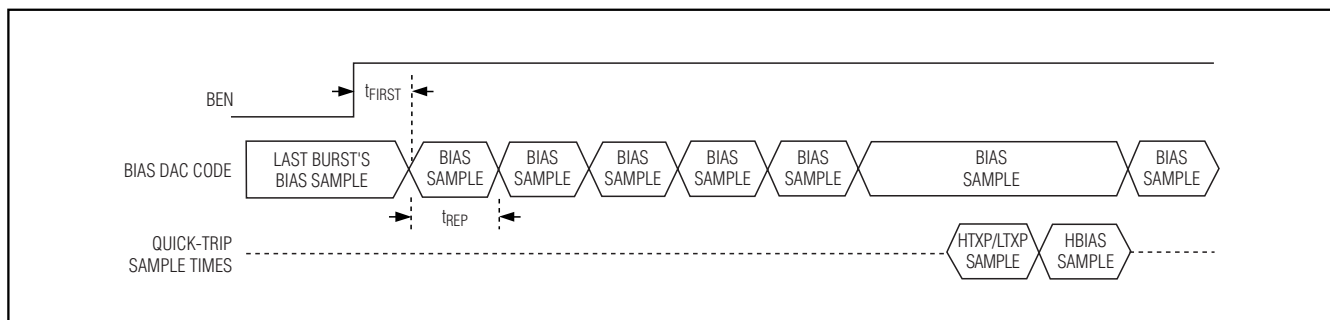 BEN
tFIRST
BIAS DAC CODE
LAST BURST'S
BIAS SAMPLE
BIAS
SAMPLE
BIAS
SAMPLE
BIAS
SAMPLE
BIAS
SAMPLE
BIAS
SAMPLE
BIAS
SAMPLE
BIAS
SAMPLE
tREP
QUICK-TRIP
SAMPLE TIMES
HTXP/LTXP
SAMPLE
HBIAS
SAMPLE